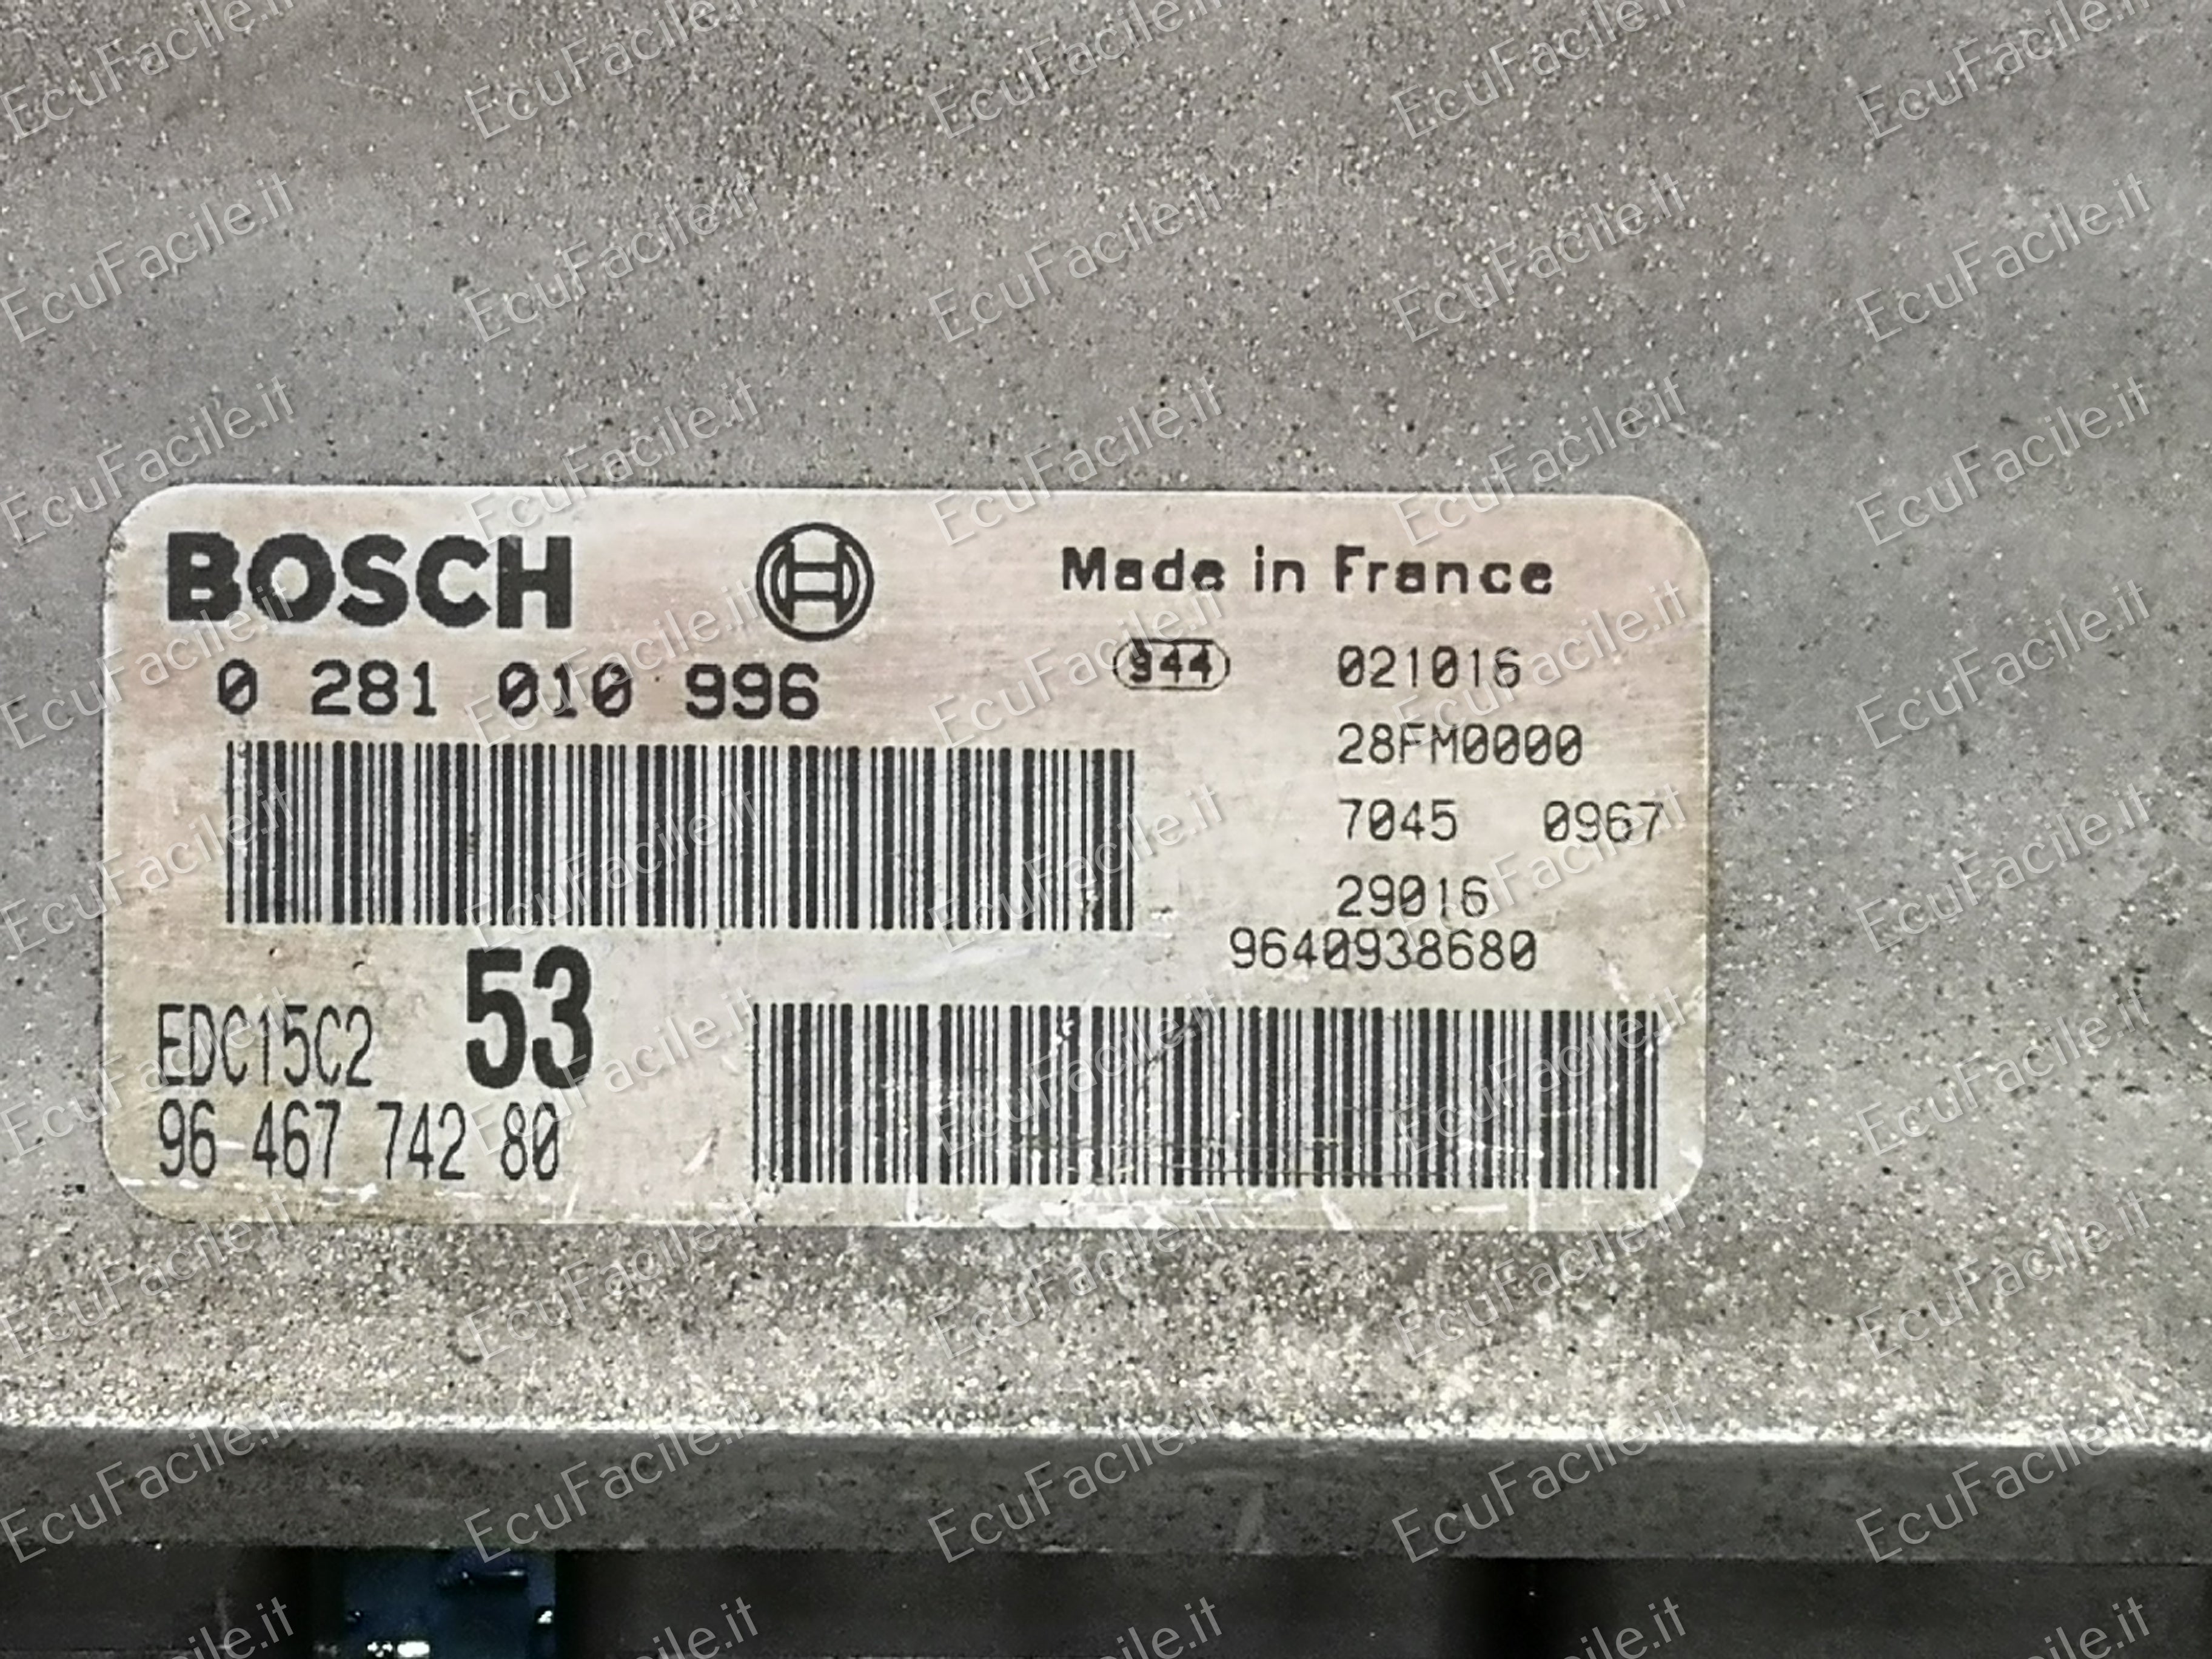 BOSCH
Made in France
0 281 010 996
944 021016
28FM0000
7045 0967
29016
9640938680
EDC15C2 53
96 467 742 80
EcuFacile.it